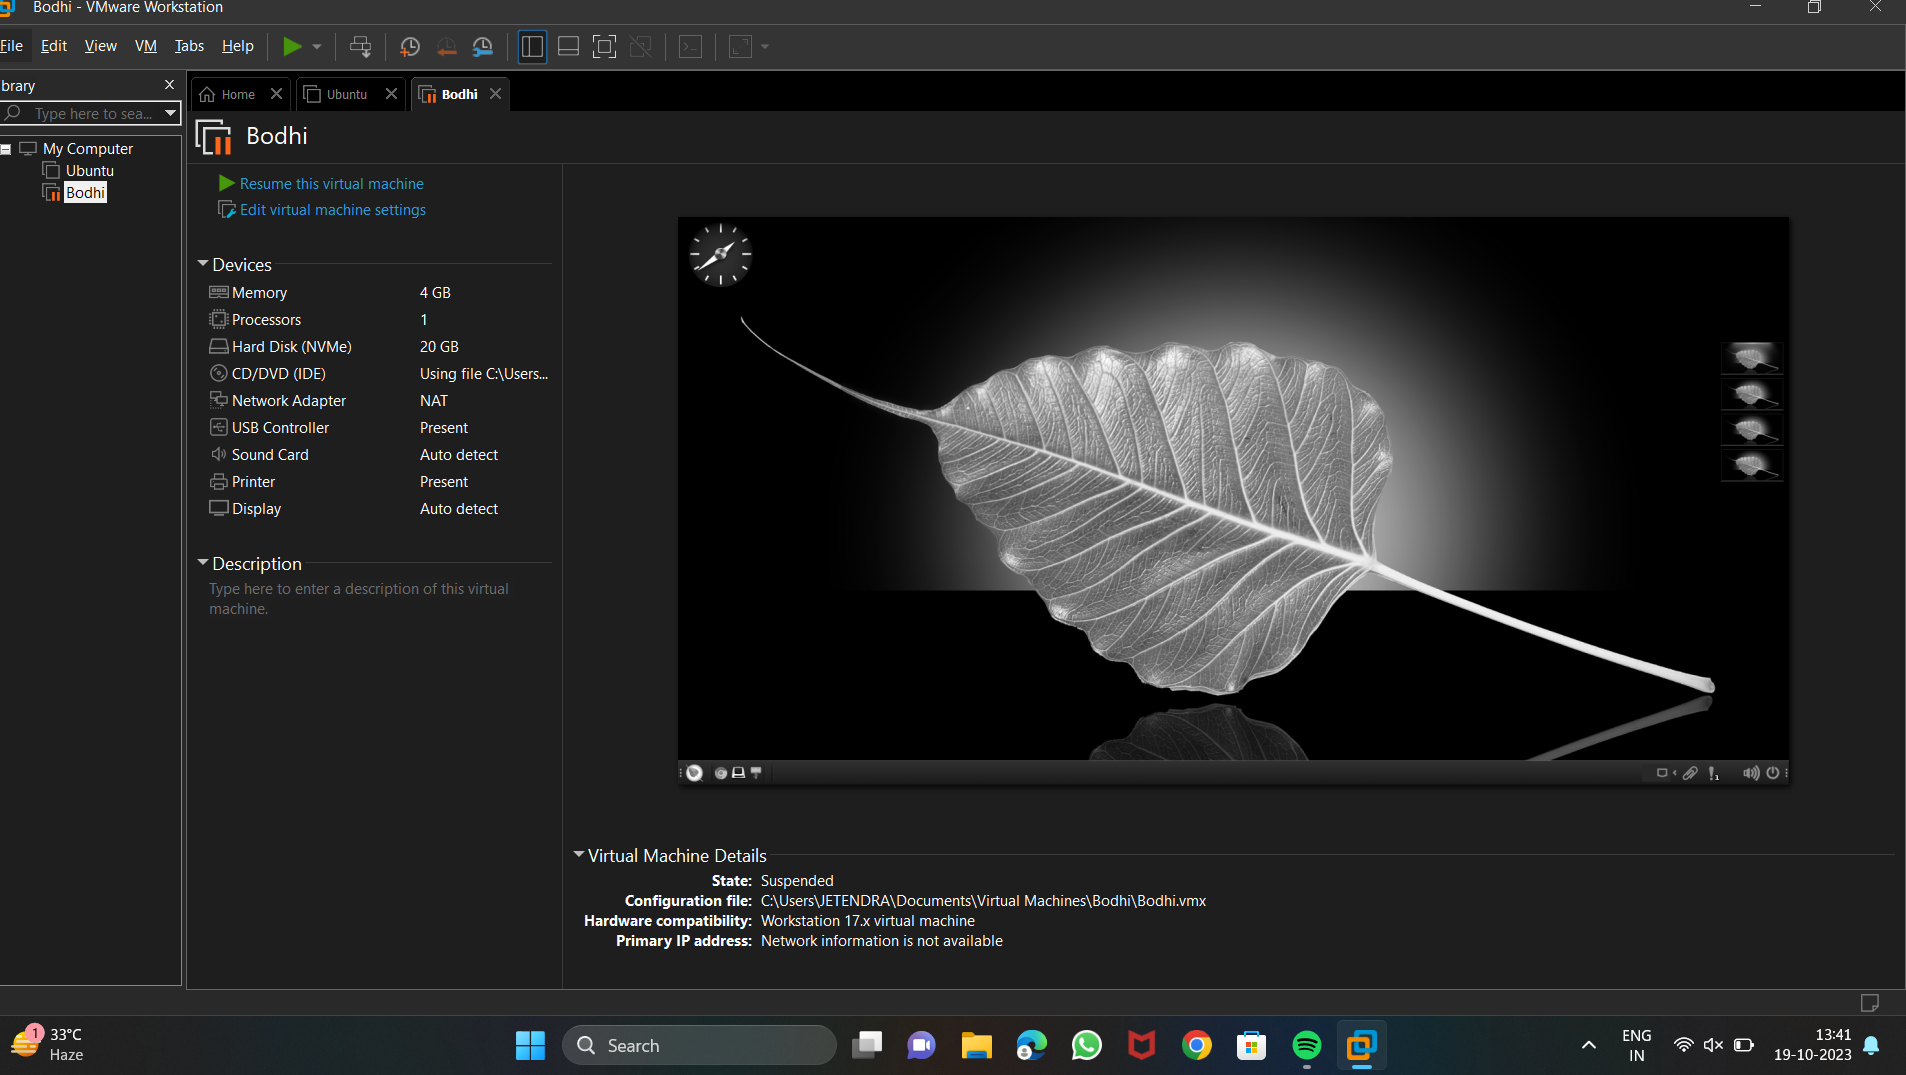 Bodhi - VMware Workstation
File Edit View VM Tabs Help
brary
Type here to sea...
My Computer
Ubuntu
Bodhi
Home Ubuntu Bodhi
Bodhi
Resume this virtual machine
Edit virtual machine settings
Devices
Memory 4 GB
Processors 1
Hard Disk (NVMe) 20 GB
CD/DVD (IDE) Using file C:\Users...
Network Adapter NAT
USB Controller Present
Sound Card Auto detect
Printer Present
Display Auto detect
Description
Type here to enter a description of this virtual
machine.
Virtual Machine Details
State: Suspended
Configuration file: C:\Users\JETENDRA\Documents\Virtual Machines\Bodhi\Bodhi.vmx
Hardware compatibility: Workstation 17.x virtual machine
Primary IP address: Network information is not available
1
33°C
Haze
Search
ENG
IN
13:41
19-10-2023